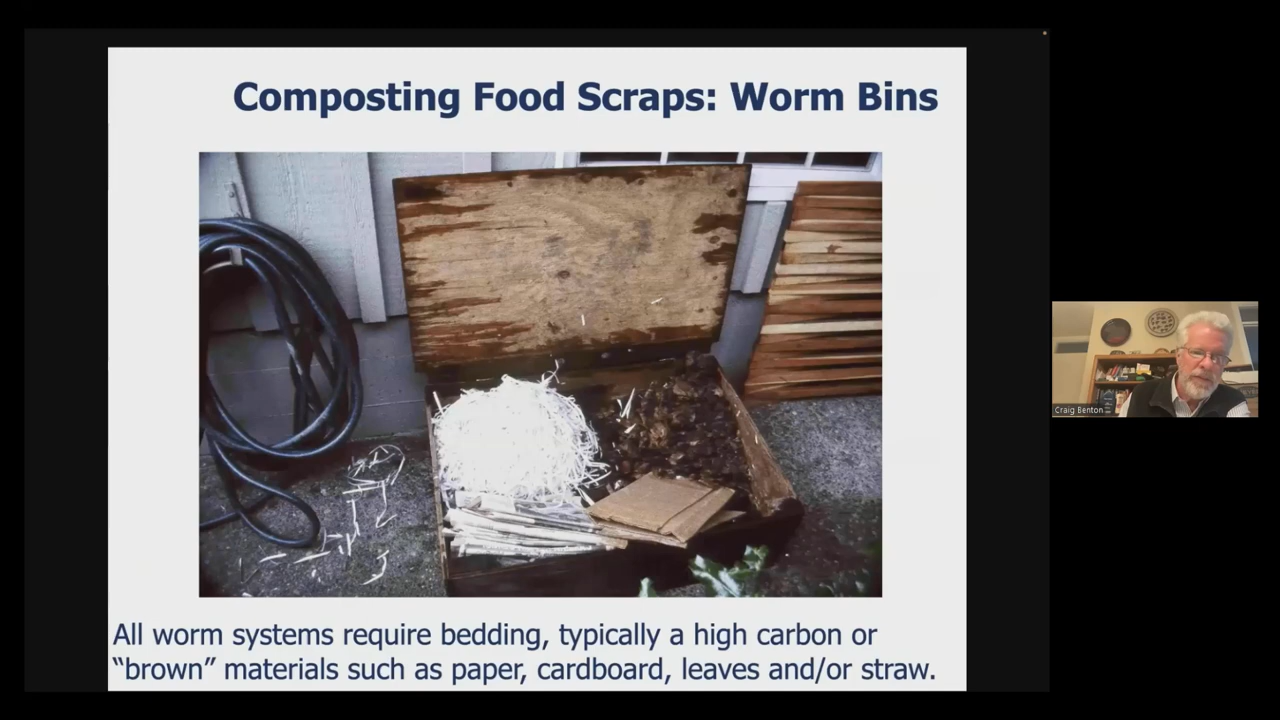 Composting Food Scraps: Worm Bins
Craig Benton
All worm systems require bedding, typically a high carbon or
“brown” materials such as paper, cardboard, leaves and/or straw.